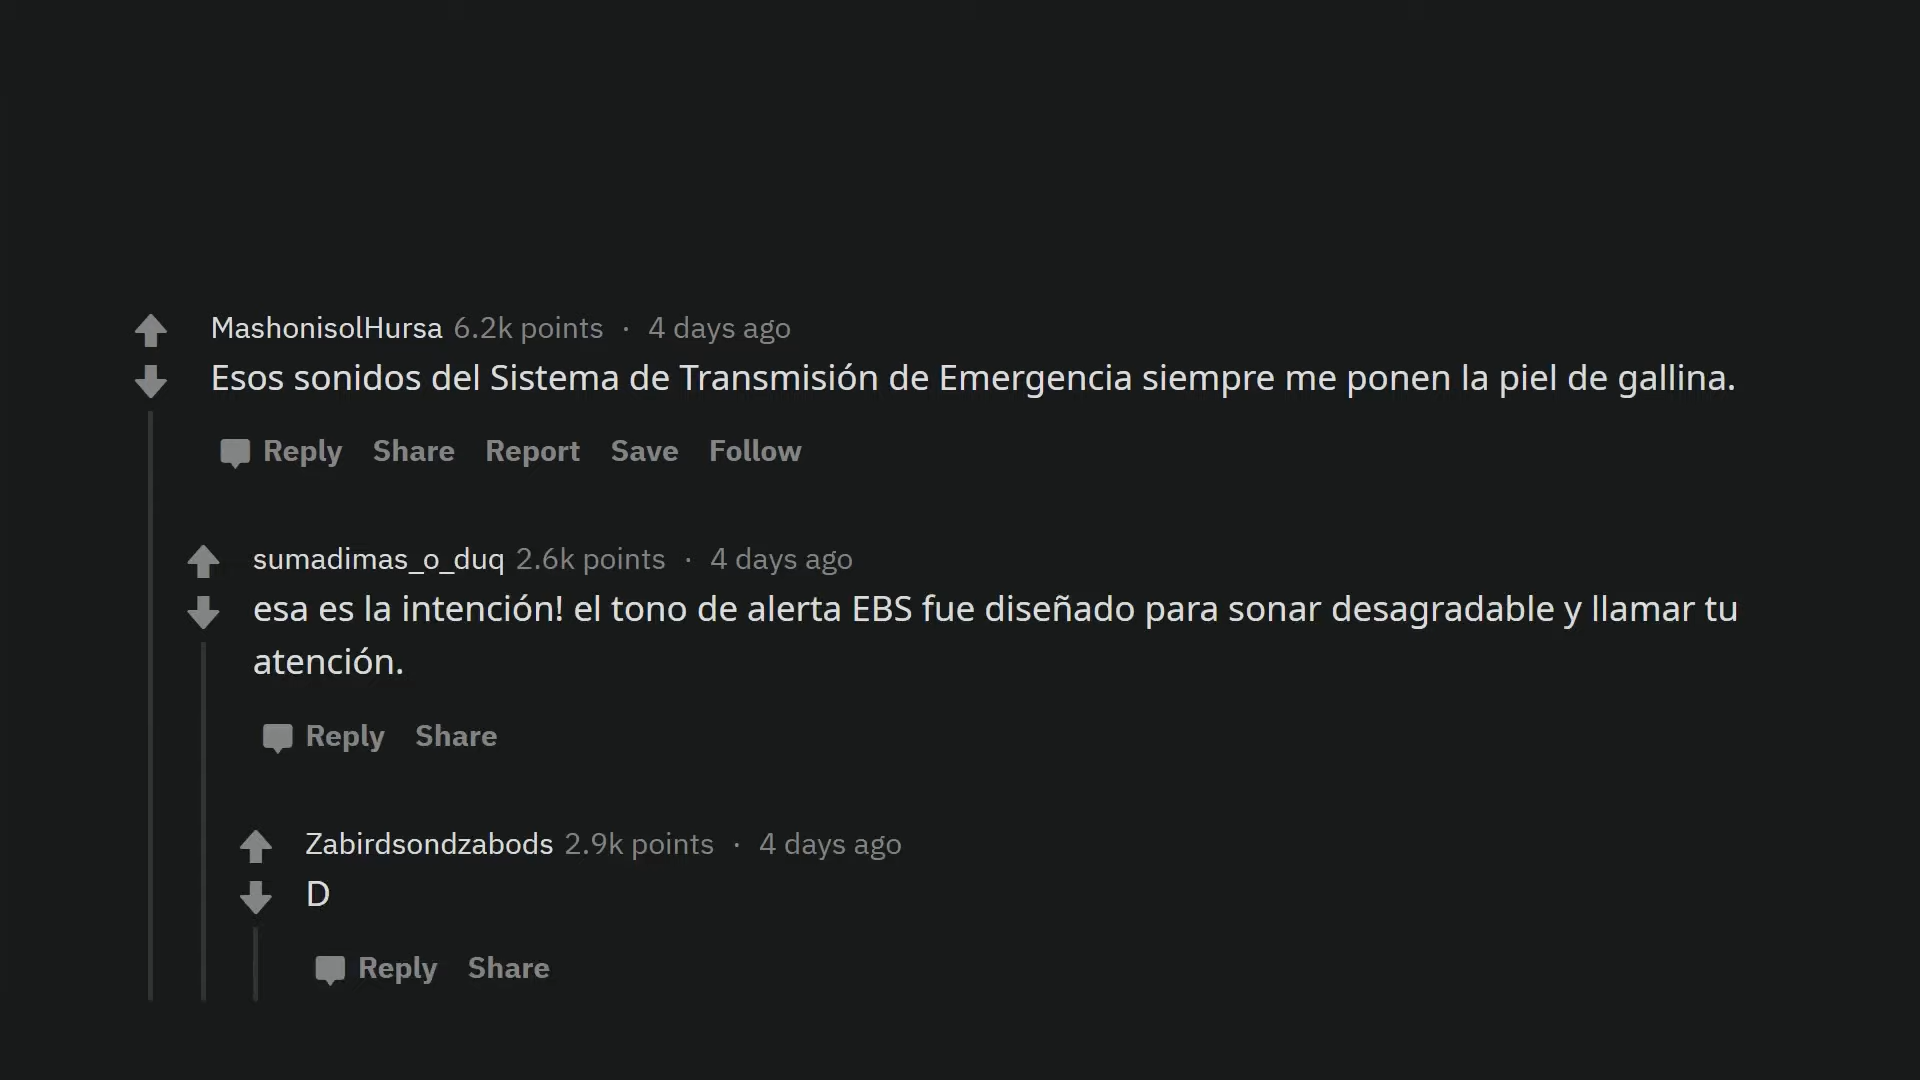 MashonisolHursa 6.2k points · 4 days ago
Esos sonidos del Sistema de Transmisión de Emergencia siempre me ponen la piel de gallina.
Reply Share Report Save Follow
sumadimas_o_duq 2.6k points · 4 days ago
esa es la intención! el tono de alerta EBS fue diseñado para sonar desagradable y llamar tu
atención.
Reply Share
Zabirdsondzabods 2.9k points · 4 days ago
D
Reply Share